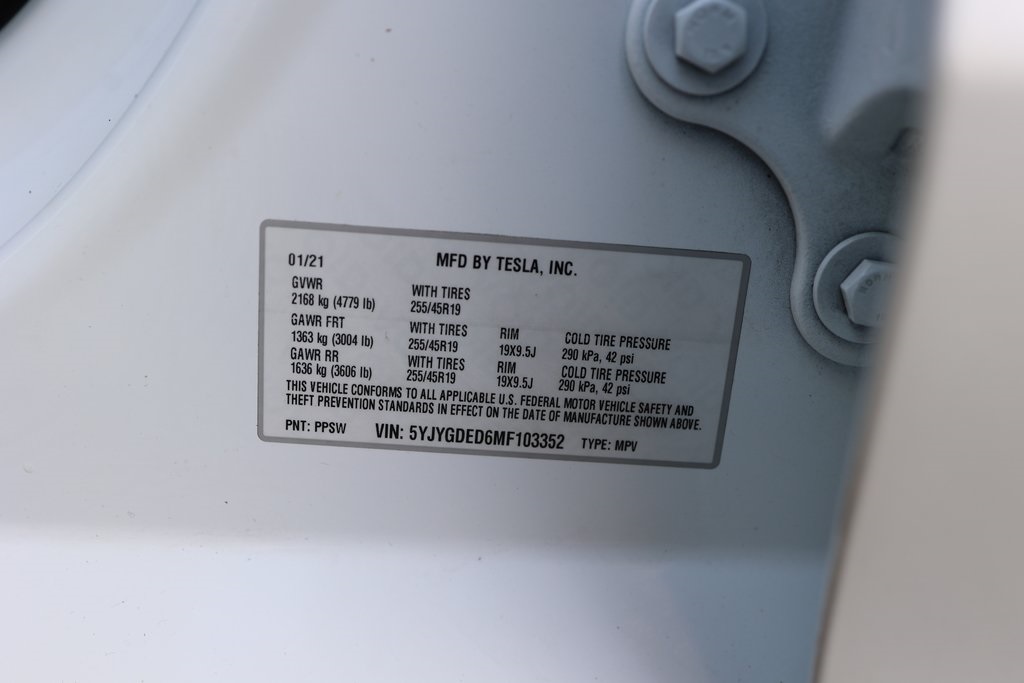 01/21 MFD BY TESLA, INC.
GVWR WITH TIRES
2168 kg (4779 lb) 255/45R19
GAWR FRT WITH TIRES RIM COLD TIRE PRESSURE
1363 kg (3004 lb) 255/45R19 19X9.5J 290 kPa, 42 psi
GAWR RR WITH TIRES RIM COLD TIRE PRESSURE
1636 kg (3606 lb) 255/45R19 19X9.5J 290 kPa, 42 psi
THIS VEHICLE CONFORMS TO ALL APPLICABLE U.S. FEDERAL MOTOR VEHICLE SAFETY AND
THEFT PREVENTION STANDARDS IN EFFECT ON THE DATE OF MANUFACTURE SHOWN ABOVE.
PNT: PPSW VIN: 5YJYGDED6MF103352 TYPE: MPV